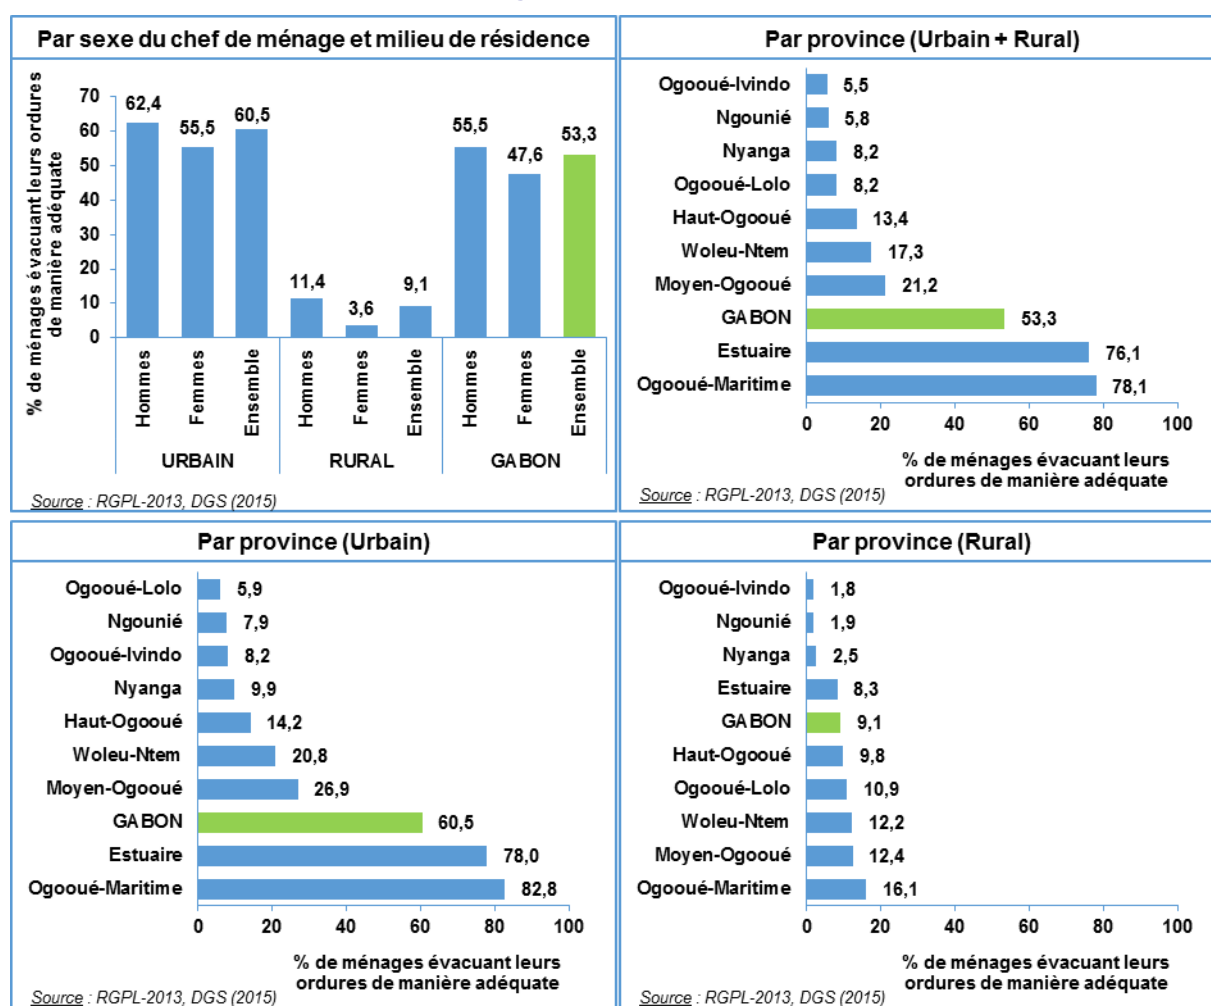 Par sexe du chef de ménage et milieu de résidence
% de ménages évacuant leurs ordures
de manière adéquate
70
60
50
40
30
20
10
0
62,4
55,5
60,5
11,4
3,6
9,1
55,5
47,6
53,3
Hommes
Femmes
Ensemble
Hommes
Femmes
Ensemble
Hommes
Femmes
Ensemble
URBAIN
RURAL
GABON
Source : RGPL-2013, DGS (2015)
Par province (Urbain + Rural)
Ogooué-Ivindo 5,5
Ngounié 5,8
Nyanga 8,2
Ogooué-Lolo 8,2
Haut-Ogooué 13,4
Woleu-Ntem 17,3
Moyen-Ogooué 21,2
GABON 53,3
Estuaire 76,1
Ogooué-Maritime 78,1
0 20 40 60 80 100
% de ménages évacuant leurs
ordures de manière adéquate
Source : RGPL-2013, DGS (2015)
Par province (Urbain)
Ogooué-Lolo 5,9
Ngounié 7,9
Ogooué-Ivindo 8,2
Nyanga 9,9
Haut-Ogooué 14,2
Woleu-Ntem 20,8
Moyen-Ogooué 26,9
GABON 60,5
Estuaire 78,0
Ogooué-Maritime 82,8
0 20 40 60 80 100
% de ménages évacuant leurs
ordures de manière adéquate
Source : RGPL-2013, DGS (2015)
Par province (Rural)
Ogooué-Ivindo 1,8
Ngounié 1,9
Nyanga 2,5
Estuaire 8,3
GABON 9,1
Haut-Ogooué 9,8
Ogooué-Lolo 10,9
Woleu-Ntem 12,2
Moyen-Ogooué 12,4
Ogooué-Maritime 16,1
0 20 40 60 80 100
% de ménages évacuant leurs
ordures de manière adéquate
Source : RGPL-2013, DGS (2015)